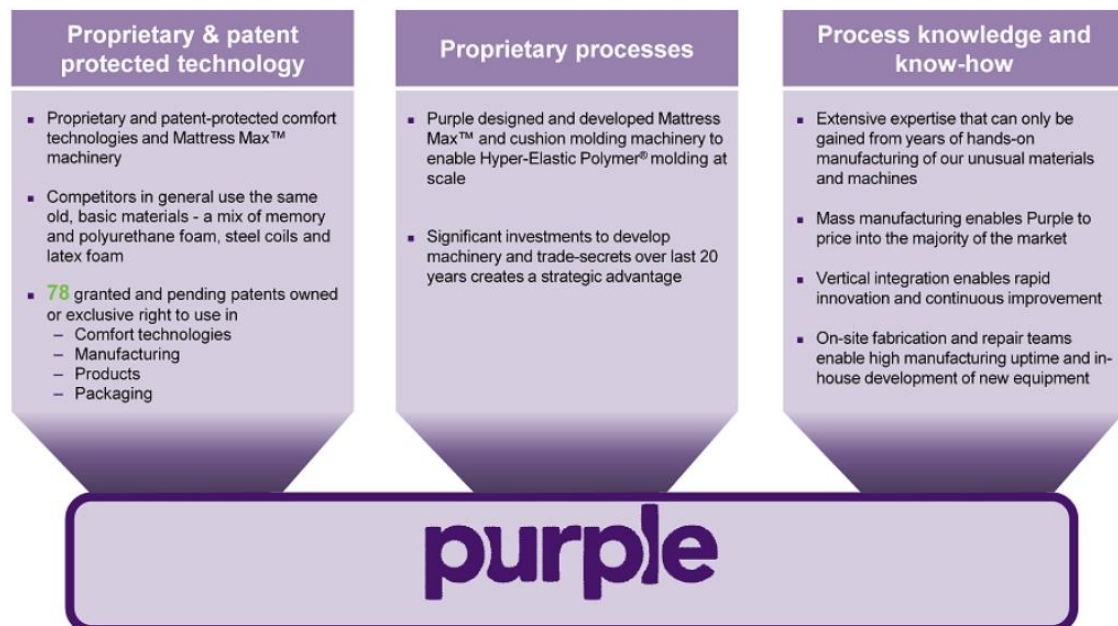 Proprietary & patent
protected technology
▪ Proprietary and patent-protected comfort
technologies and Mattress Max™
machinery
▪ Competitors in general use the same
old, basic materials - a mix of memory
and polyurethane foam, steel coils and
latex foam
▪ 78 granted and pending patents owned
or exclusive right to use in
– Comfort technologies
– Manufacturing
– Products
– Packaging
Proprietary processes
▪ Purple designed and developed Mattress
Max™ and cushion molding machinery to
enable Hyper-Elastic Polymer® molding at
scale
▪ Significant investments to develop
machinery and trade-secrets over last 20
years creates a strategic advantage
Process knowledge and
know-how
▪ Extensive expertise that can only be
gained from years of hands-on
manufacturing of our unusual materials
and machines
▪ Mass manufacturing enables Purple to
price into the majority of the market
▪ Vertical integration enables rapid
innovation and continuous improvement
▪ On-site fabrication and repair teams
enable high manufacturing uptime and in-
house development of new equipment
purple